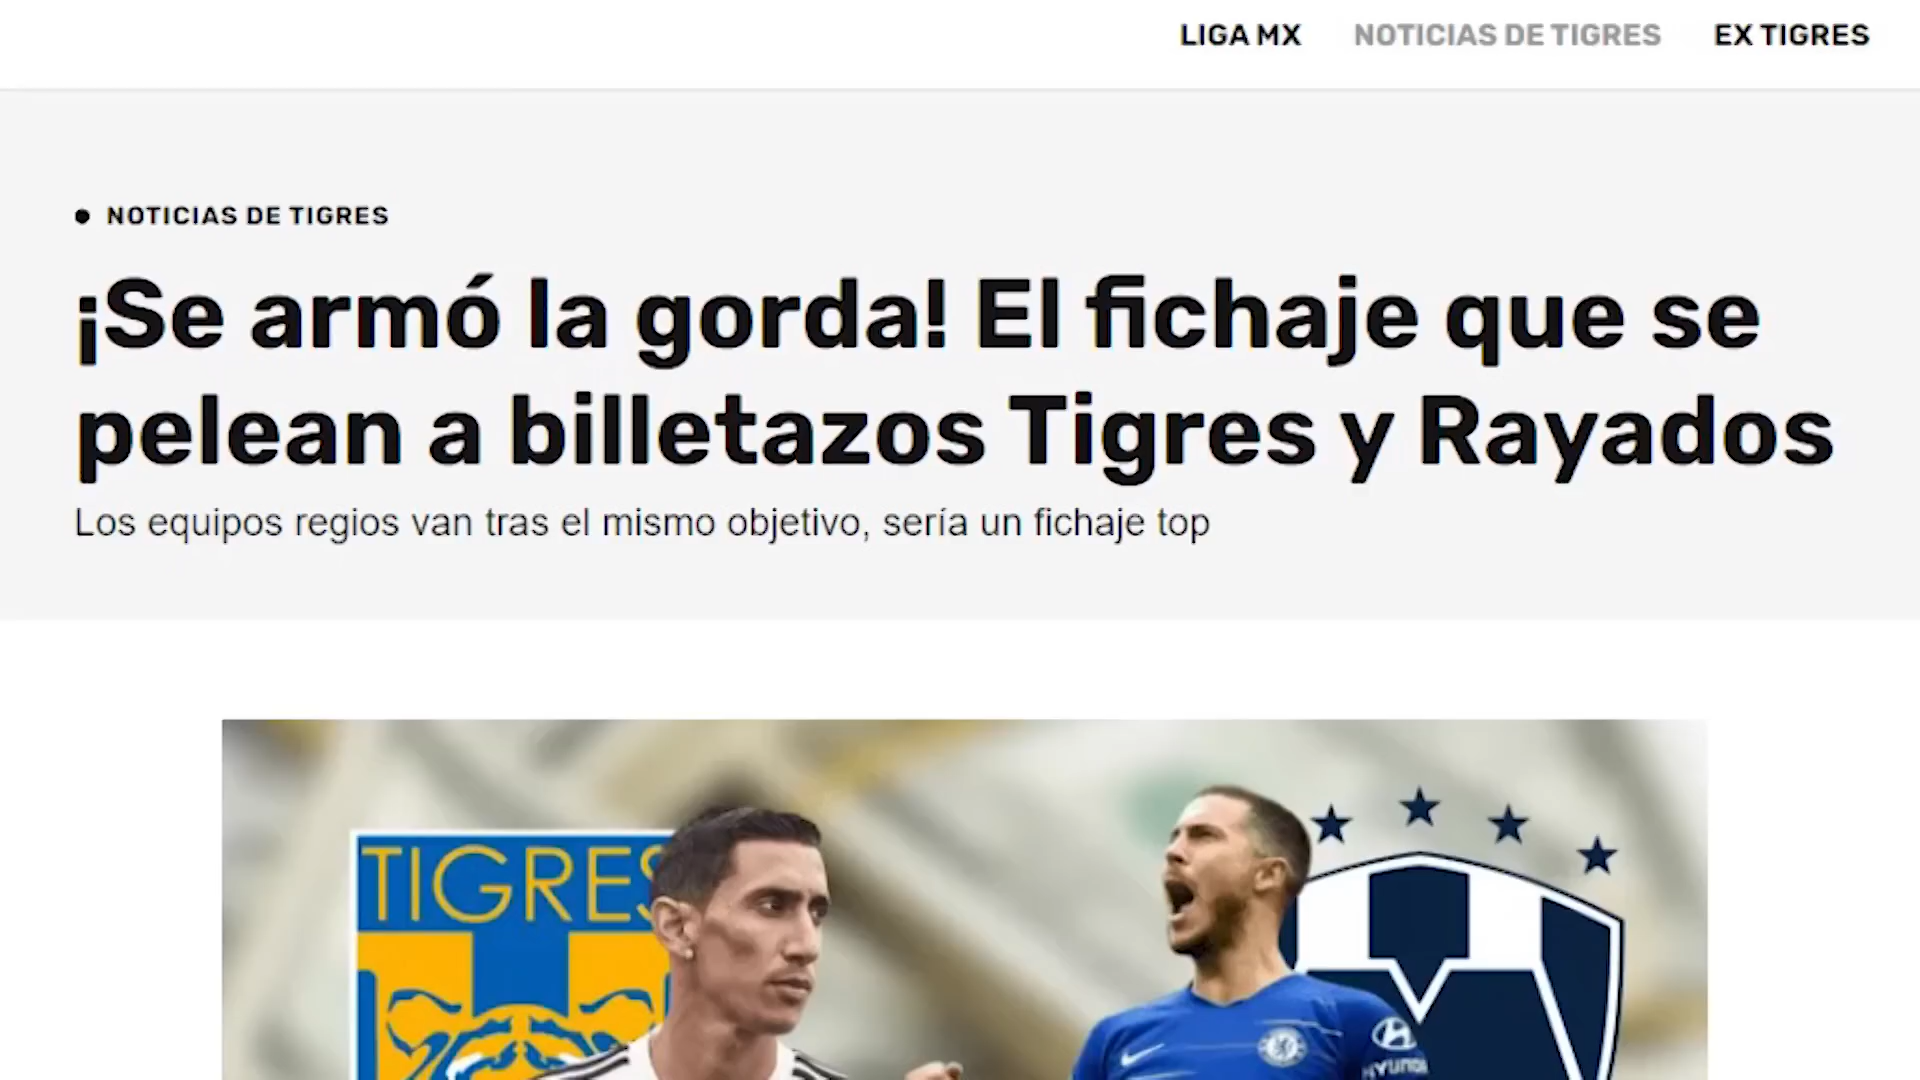 LIGA MX NOTICIAS DE TIGRES EX TIGRES
NOTICIAS DE TIGRES
¡Se armó la gorda! El fichaje que se
pelean a billetazos Tigres y Rayados
Los equipos regios van tras el mismo objetivo, sería un fichaje top
TIGRES
HYUNDAI